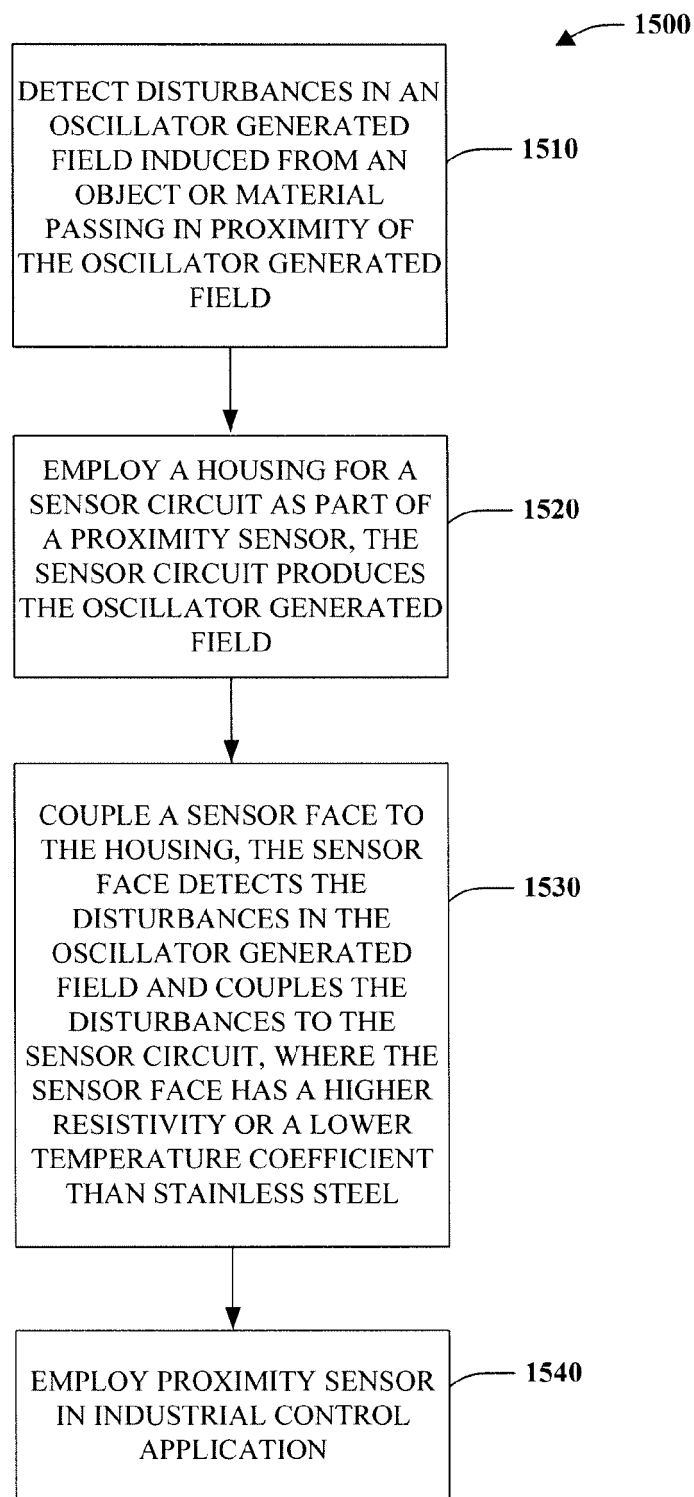 1500
DETECT DISTURBANCES IN AN
OSCILLATOR GENERATED
FIELD INDUCED FROM AN
OBJECT OR MATERIAL
PASSING IN PROXIMITY OF
THE OSCILLATOR GENERATED
FIELD
1510
EMPLOY A HOUSING FOR A
SENSOR CIRCUIT AS PART OF
A PROXIMITY SENSOR, THE
SENSOR CIRCUIT PRODUCES
THE OSCILLATOR GENERATED
FIELD
1520
COUPLE A SENSOR FACE TO
THE HOUSING, THE SENSOR
FACE DETECTS THE
DISTURBANCES IN THE
OSCILLATOR GENERATED
FIELD AND COUPLES THE
DISTURBANCES TO THE
SENSOR CIRCUIT, WHERE THE
SENSOR FACE HAS A HIGHER
RESISTIVITY OR A LOWER
TEMPERATURE COEFFICIENT
THAN STAINLESS STEEL
1530
EMPLOY PROXIMITY SENSOR
IN INDUSTRIAL CONTROL
APPLICATION
1540